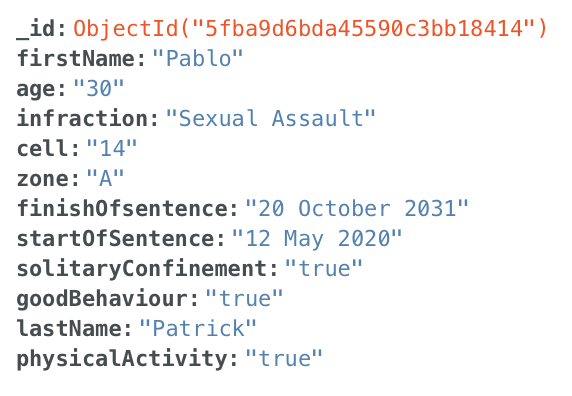 _id: ObjectId("5fba9d6bda45590c3bb18414")
firstName: "Pablo"
age: "30"
infraction: "Sexual Assault"
cell: "14"
zone: "A"
finishOfsentence: "20 October 2031"
startOfSentence: "12 May 2020"
solitaryConfinement: "true"
goodBehaviour: "true"
lastName: "Patrick"
physicalActivity: "true"